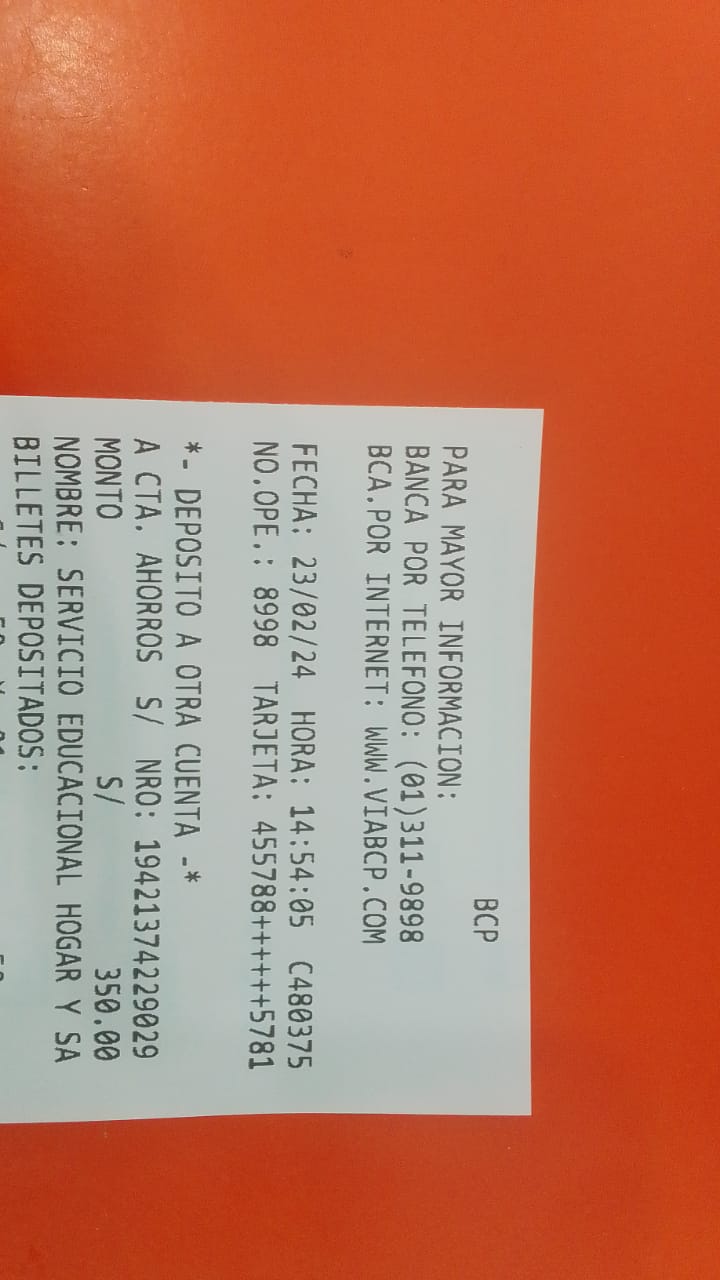 BCP
PARA MAYOR INFORMACION:
BANCA POR TELEFONO: (01)311-9898
BCA.POR INTERNET: WWW.VIABCP.COM
FECHA: 23/02/24 HORA: 14:54:05 C480375
NO.OPE.: 8998 TARJETA: 455788++++++5781
*- DEPOSITO A OTRA CUENTA -*
A CTA. AHORROS S/ NRO: 19421374229029
MONTO S/ 350.00
NOMBRE: SERVICIO EDUCACIONAL HOGAR Y SA
BILLETES DEPOSITADOS: